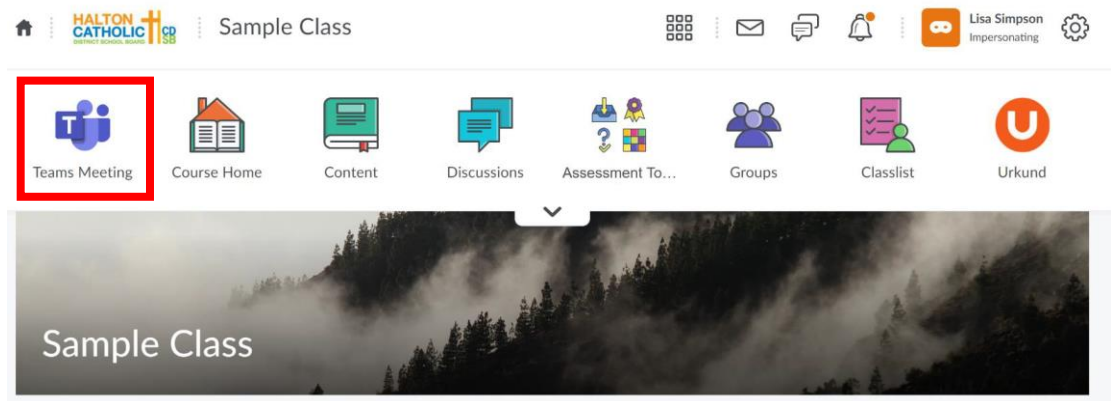 HALTON
CATHOLIC CD
DISTRICT SCHOOL BOARD SB
Sample Class
Lisa Simpson
Impersonating
T
Teams Meeting
Course Home
Content
Discussions
Assessment To...
Groups
Classlist
U
Urkund
Sample Class